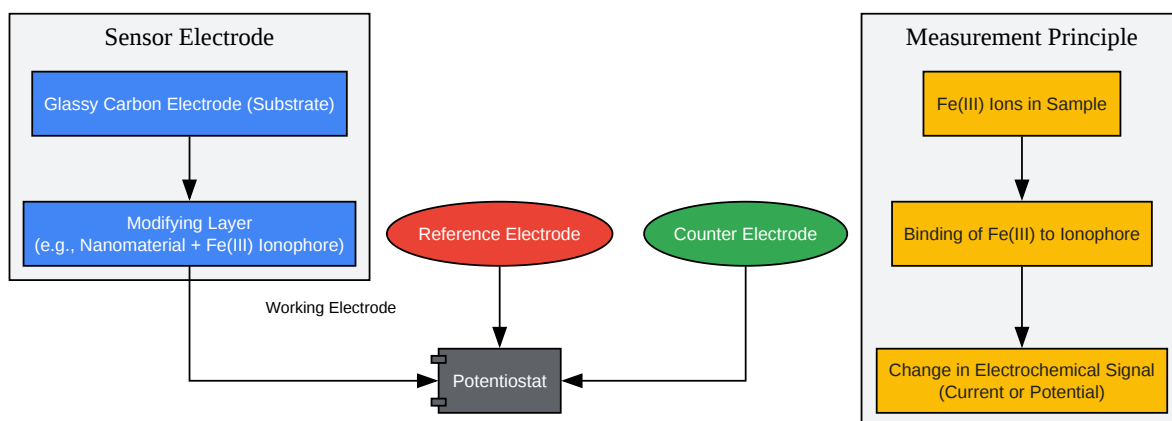 Sensor Electrode
Glassy Carbon Electrode (Substrate)
Modifying Layer
(e.g., Nanomaterial + Fe(III) Ionophore)
Working Electrode
Reference Electrode
Counter Electrode
Potentiostat
Measurement Principle
Fe(III) Ions in Sample
Binding of Fe(III) to Ionophore
Change in Electrochemical Signal
(Current or Potential)